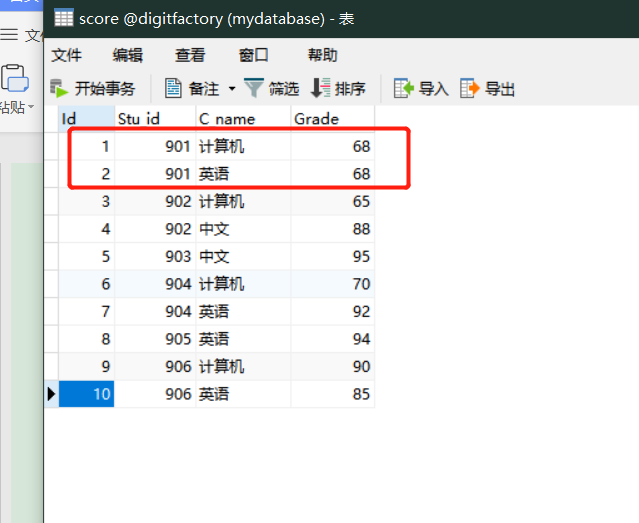 score @digitfactory (mydatabase) - 表
文件 编辑 查看 窗口 帮助
粘贴
开始事务 备注 筛选 排序 导入 导出
Id Stu_id C_name Grade
1 901 计算机 68
2 901 英语 68
3 902 计算机 65
4 902 中文 88
5 903 中文 95
6 904 计算机 70
7 904 英语 92
8 905 英语 94
9 906 计算机 90
10 906 英语 85